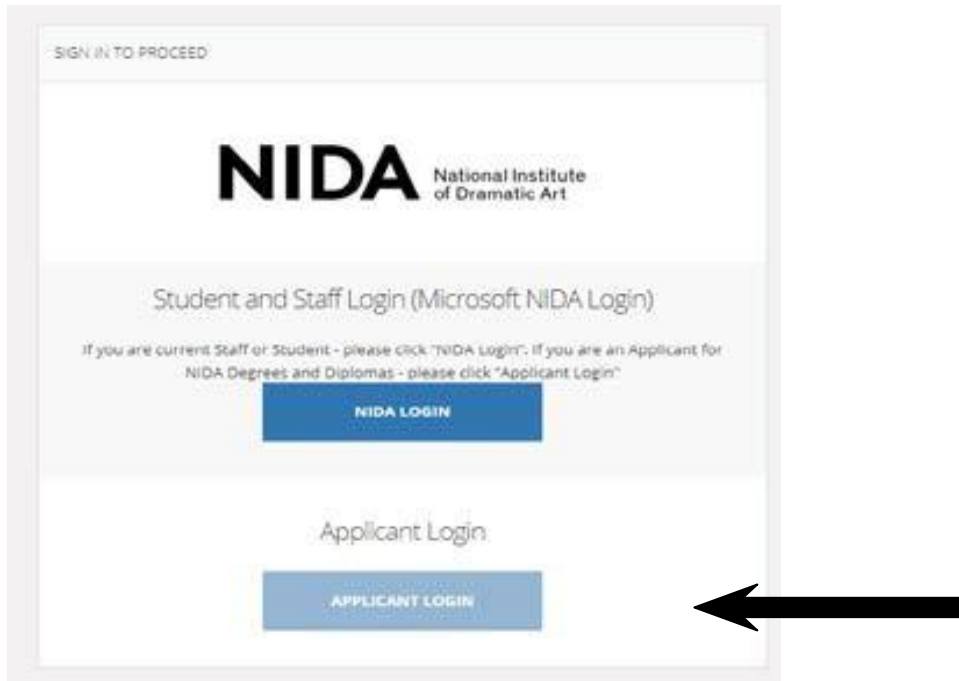 SIGN IN TO PROCEED
NIDA National Institute
of Dramatic Art
Student and Staff Login (Microsoft NIDA Login)
If you are current Staff or Student - please click "NIDA Login". If you are an Applicant for
NIDA Degrees and Diplomas - please click "Applicant Login"
NIDA LOGIN
Applicant Login
APPLICANT LOGIN